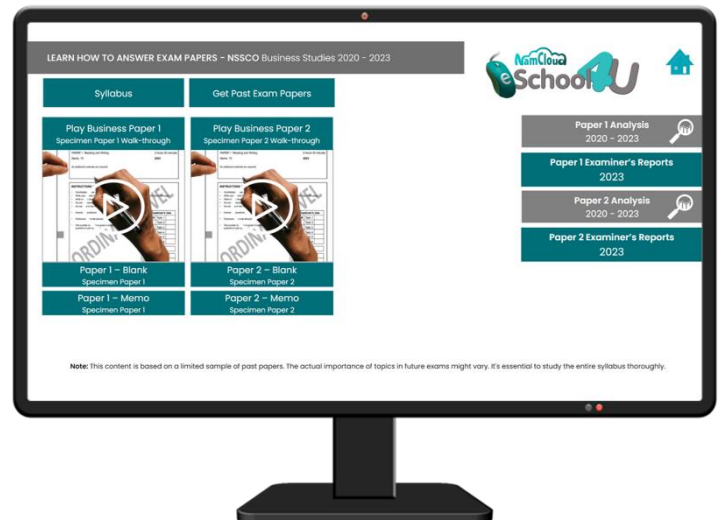 LEARN HOW TO ANSWER EXAM PAPERS - NSSCO Business Studies 2020 - 2023
NamCloud
eSchool4U
Syllabus
Get Past Exam Papers
Play Business Paper 1
Specimen Paper 1 Walk-through
Play Business Paper 2
Specimen Paper 2 Walk-through
ORDINARY LEVEL
ORDINARY LEVEL
Paper 1 – Blank
Specimen Paper 1
Paper 2 – Blank
Specimen Paper 2
Paper 1 – Memo
Specimen Paper 1
Paper 2 – Memo
Specimen Paper 2
Paper 1 Analysis
2020 - 2023
Paper 1 Examiner's Reports
2023
Paper 2 Analysis
2020 - 2023
Paper 2 Examiner's Reports
2023
Note: This content is based on a limited sample of past papers. The actual importance of topics in future exams might vary. It's essential to study the entire syllabus thoroughly.